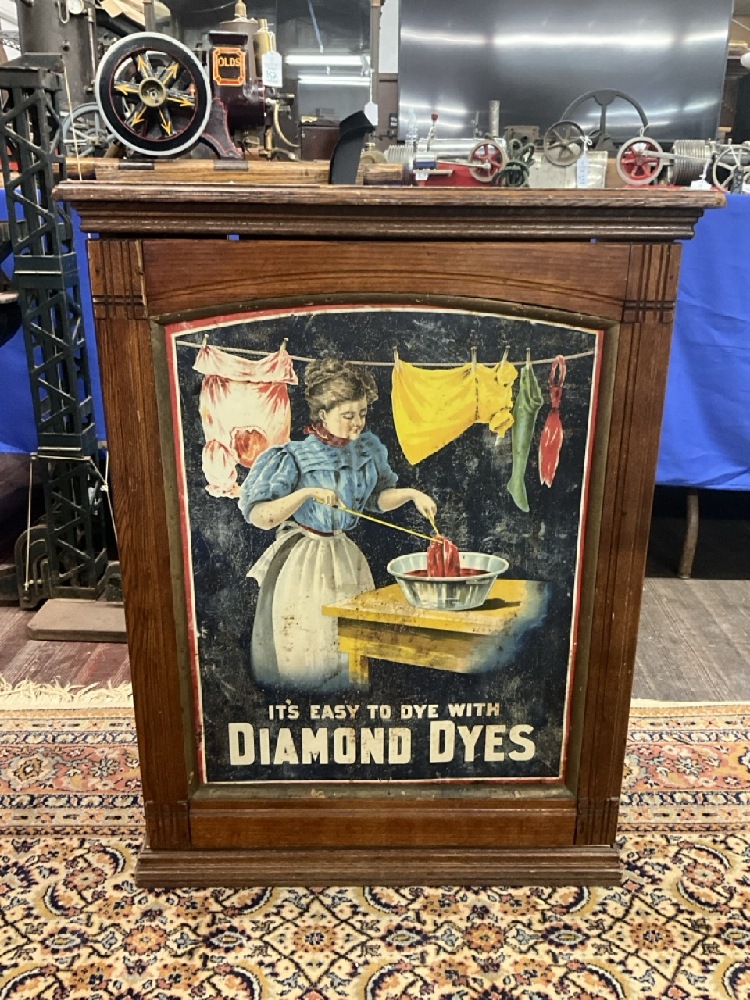 OLDS
IT'S EASY TO DYE WITH
DIAMOND DYES